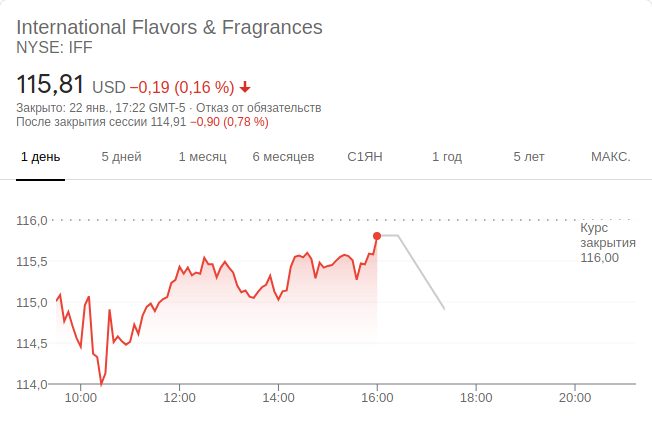 International Flavors & Fragrances
NYSE: IFF
115,81 USD −0,19 (0,16 %)
Закрыто: 22 янв., 17:22 GMT-5 · Отказ от обязательств
После закрытия сессии 114,91 −0,90 (0,78 %)
1 день 5 дней 1 месяц 6 месяцев С1ЯН 1 год 5 лет МАКС.
116,0
Курс
закрытия
116,00
115,5
115,0
114,5
114,0
10:00 12:00 14:00 16:00 18:00 20:00